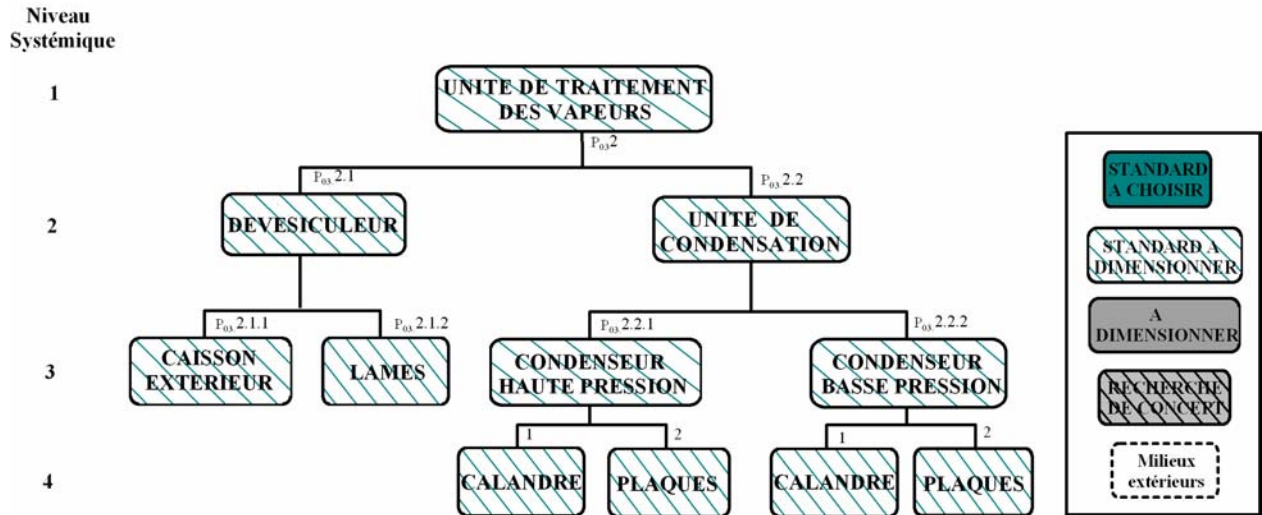 Niveau
Systémique
1
UNITE DE TRAITEMENT
DES VAPEURS
P03 2
P03.2.1
P03.2.2
2
DEVESICULEUR
UNITE DE
CONDENSATION
P03.2.1.1
P03.2.1.2
P03.2.2.1
P03.2.2.2
3
CAISSON
EXTERIEUR
LAMES
CONDENSEUR
HAUTE PRESSION
CONDENSEUR
BASSE PRESSION
1
2
1
2
4
CALANDRE
PLAQUES
CALANDRE
PLAQUES
STANDARD
A CHOISIR
STANDARD A
DIMENSIONNER
A
DIMENSIONNER
RECHERCHE
DE CONCEPT
Milieux
extérieurs